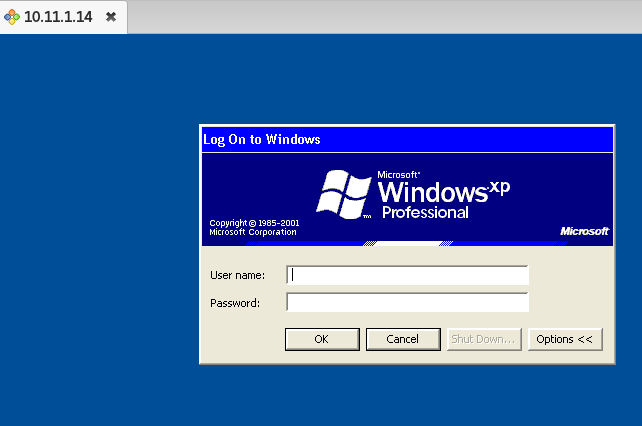 10.11.1.14
Log On to Windows
Microsoft®
Windows xp
Professional
Copyright © 1985-2001
Microsoft Corporation
Microsoft
User name:
Password:
OK Cancel Shut Down... Options <<